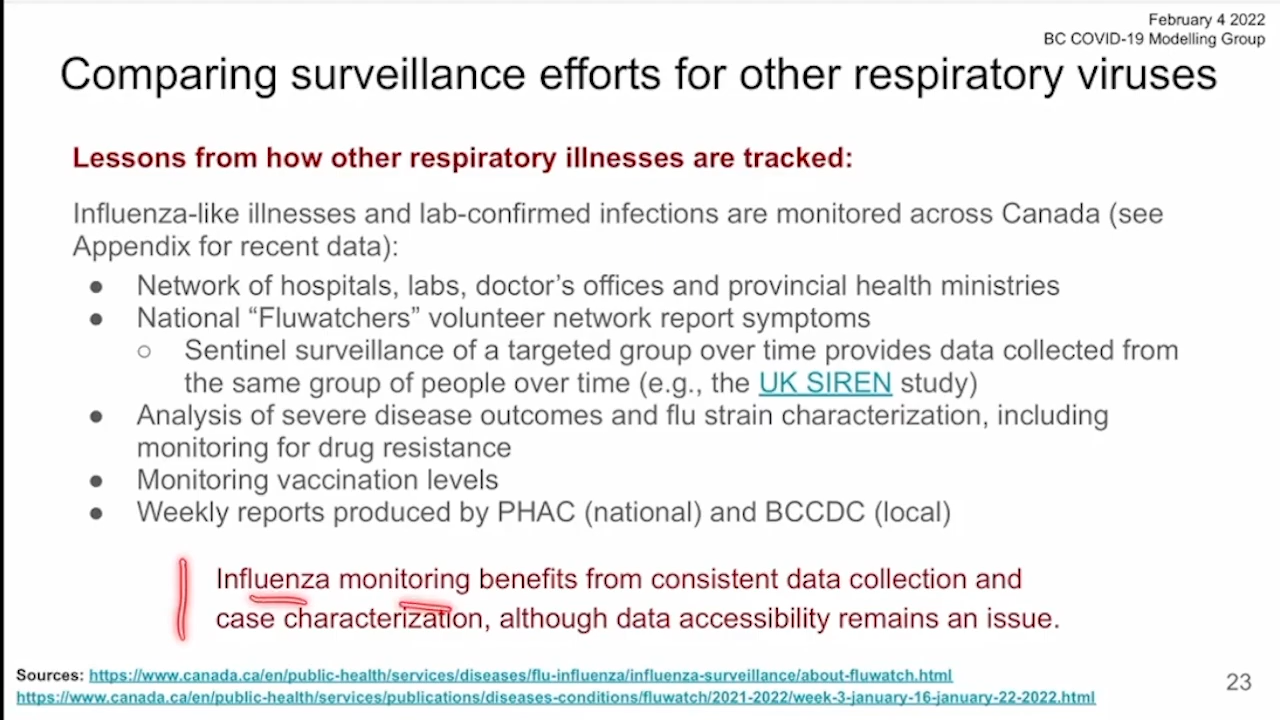 February 4 2022
BC COVID-19 Modelling Group
Comparing surveillance efforts for other respiratory viruses
Lessons from how other respiratory illnesses are tracked:
Influenza-like illnesses and lab-confirmed infections are monitored across Canada (see
Appendix for recent data):
● Network of hospitals, labs, doctor’s offices and provincial health ministries
● National “Fluwatchers” volunteer network report symptoms
○ Sentinel surveillance of a targeted group over time provides data collected from
the same group of people over time (e.g., the UK SIREN study)
● Analysis of severe disease outcomes and flu strain characterization, including
monitoring for drug resistance
● Monitoring vaccination levels
● Weekly reports produced by PHAC (national) and BCCDC (local)
Influenza monitoring benefits from consistent data collection and
case characterization, although data accessibility remains an issue.
Sources: https://www.canada.ca/en/public-health/services/diseases/flu-influenza/influenza-surveillance/about-fluwatch.html
https://www.canada.ca/en/public-health/services/publications/diseases-conditions/fluwatch/2021-2022/week-3-january-16-january-22-2022.html
23